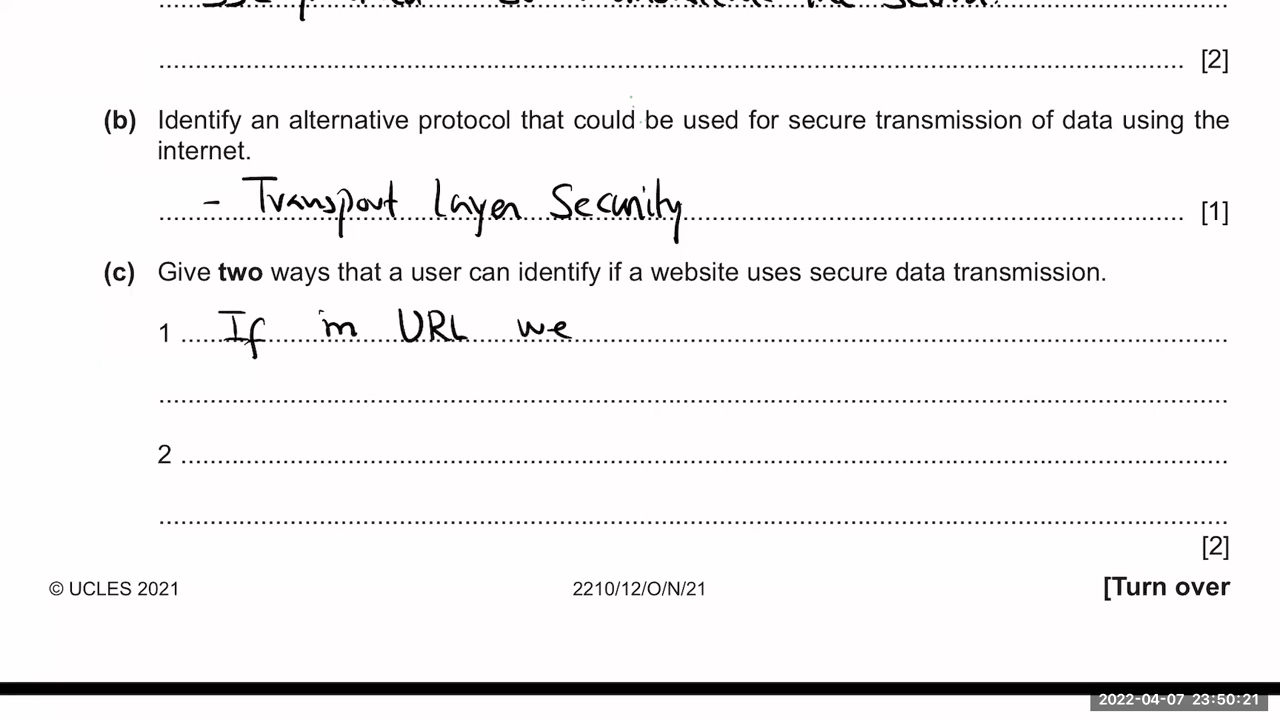 [2]
(b) Identify an alternative protocol that could be used for secure transmission of data using the
internet.
- Transport Layer Security [1]
(c) Give two ways that a user can identify if a website uses secure data transmission.
1 If in URL we
2
[2]
© UCLES 2021 2210/12/O/N/21 [Turn over
2022-04-07 23:50:21